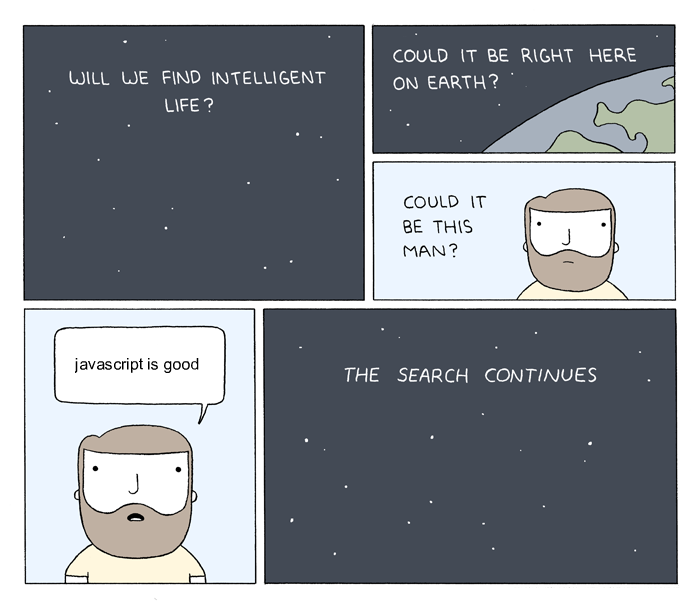 WILL WE FIND INTELLIGENT
LIFE?
COULD IT BE RIGHT HERE
ON EARTH?
COULD IT
BE THIS
MAN?
javascript is good
THE SEARCH CONTINUES